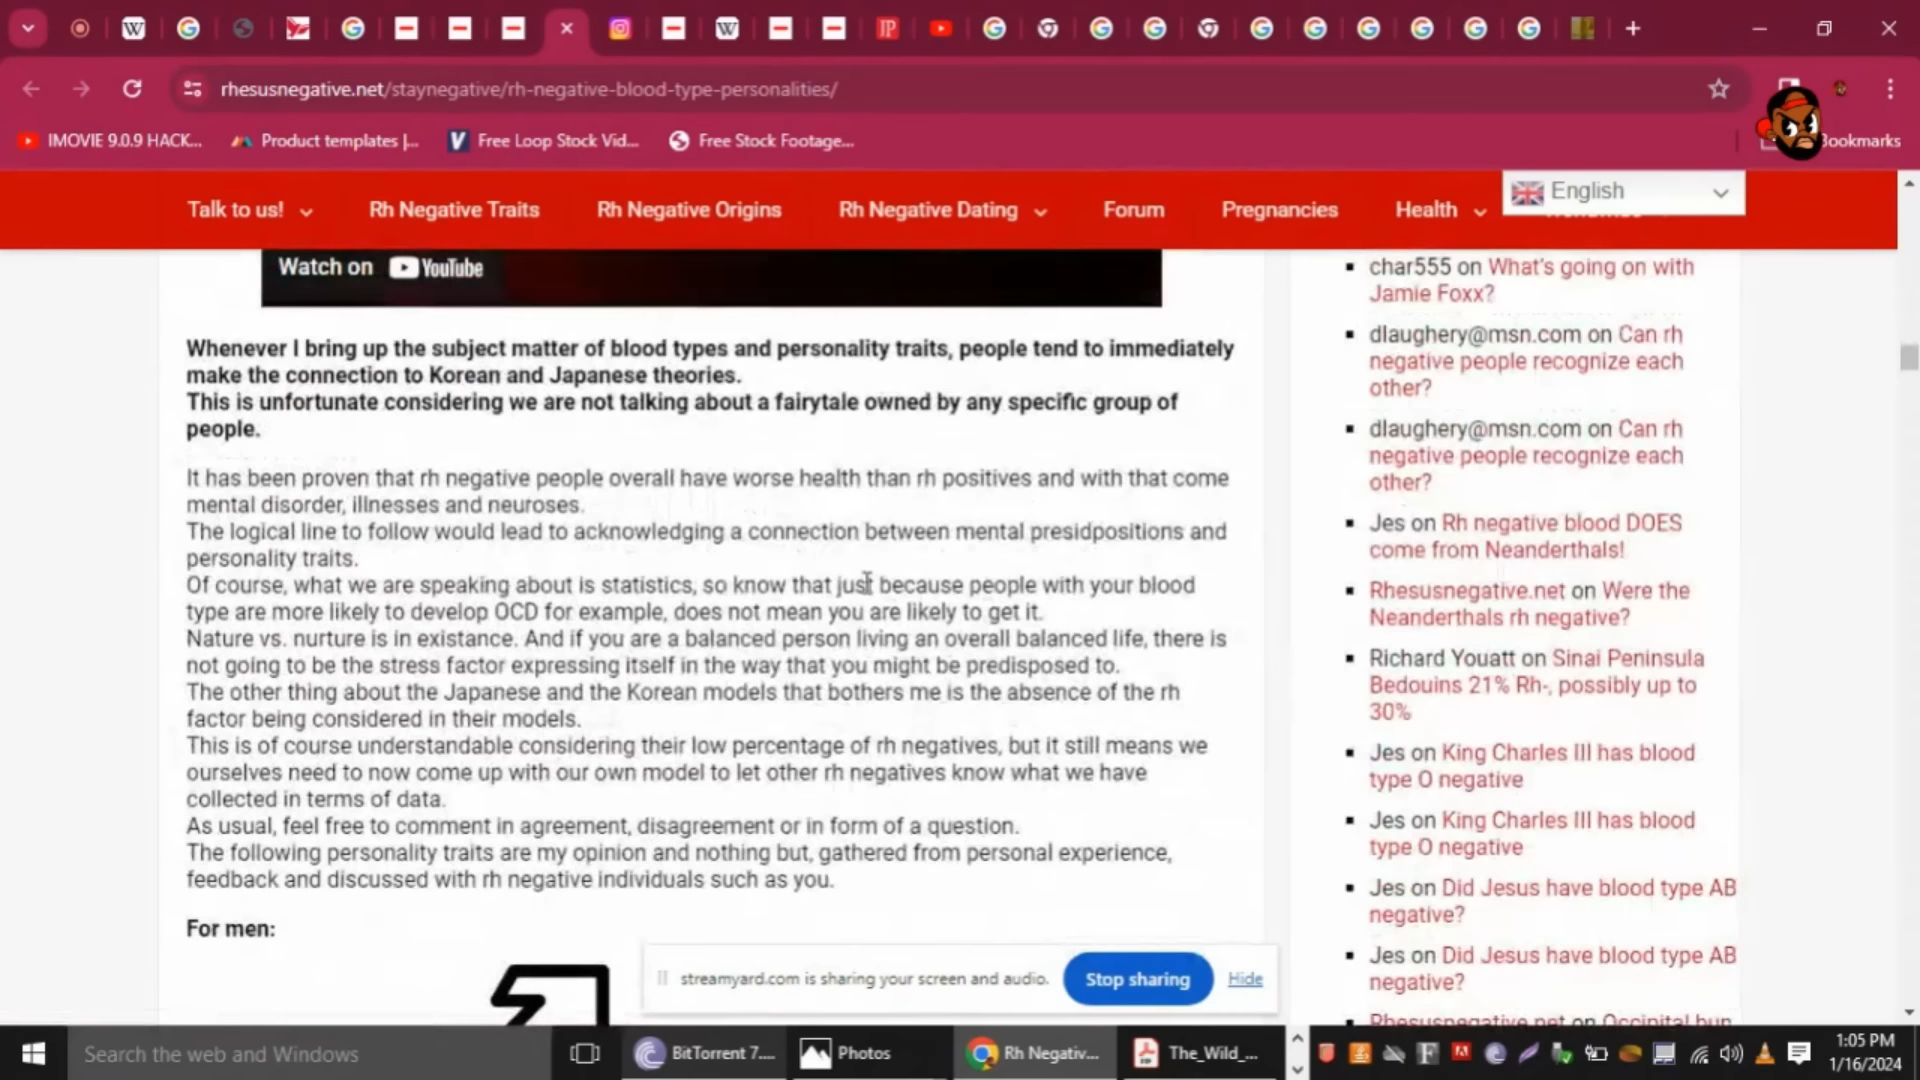 rhesusnegative.net/staynegative/rh-negative-blood-type-personalities/
IMOVIE 9.0.9 HACK...
Product templates |...
Free Loop Stock Vid...
Free Stock Footage...
Bookmarks
Talk to us!
Rh Negative Traits
Rh Negative Origins
Rh Negative Dating
Forum
Pregnancies
Health
English
Watch on YouTube
Whenever I bring up the subject matter of blood types and personality traits, people tend to immediately
make the connection to Korean and Japanese theories.
This is unfortunate considering we are not talking about a fairytale owned by any specific group of
people.
It has been proven that rh negative people overall have worse health than rh positives and with that come
mental disorder, illnesses and neuroses.
The logical line to follow would lead to acknowledging a connection between mental presidpositions and
personality traits.
Of course, what we are speaking about is statistics, so know that just because people with your blood
type are more likely to develop OCD for example, does not mean you are likely to get it.
Nature vs. nurture is in existance. And if you are a balanced person living an overall balanced life, there is
not going to be the stress factor expressing itself in the way that you might be predisposed to.
The other thing about the Japanese and the Korean models that bothers me is the absence of the rh
factor being considered in their models.
This is of course understandable considering their low percentage of rh negatives, but it still means we
ourselves need to now come up with our own model to let other rh negatives know what we have
collected in terms of data.
As usual, feel free to comment in agreement, disagreement or in form of a question.
The following personality traits are my opinion and nothing but, gathered from personal experience,
feedback and discussed with rh negative individuals such as you.
For men:
char555 on What's going on with
Jamie Foxx?
dlaughery@msn.com on Can rh
negative people recognize each
other?
dlaughery@msn.com on Can rh
negative people recognize each
other?
Jes on Rh negative blood DOES
come from Neanderthals!
Rhesusnegative.net on Were the
Neanderthals rh negative?
Richard Youatt on Sinai Peninsula
Bedouins 21% Rh-, possibly up to
30%
Jes on King Charles III has blood
type O negative
Jes on King Charles III has blood
type O negative
Jes on Did Jesus have blood type AB
negative?
Jes on Did Jesus have blood type AB
negative?
Rhesusnegative.net on Occipital bun
streamyard.com is sharing your screen and audio.
Stop sharing
Hide
Search the web and Windows
BitTorrent 7....
Photos
Rh Negativ...
The_Wild_...
1:05 PM
1/16/2024